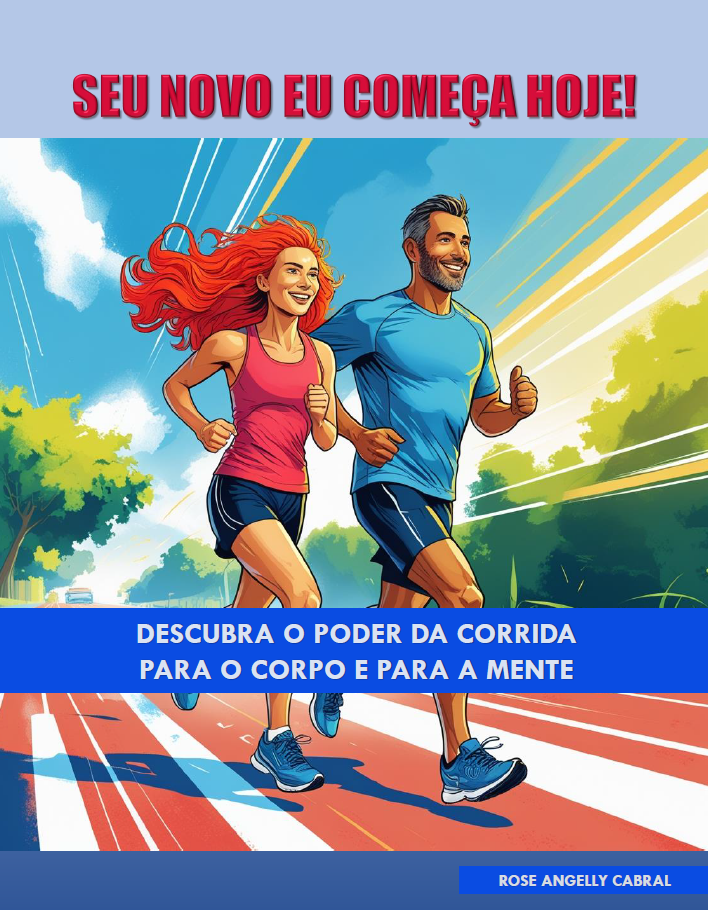 SEU NOVO EU COMEÇA HOJE!
DESCUBRA O PODER DA CORRIDA
PARA O CORPO E PARA A MENTE
ROSE ANGELLY CABRAL